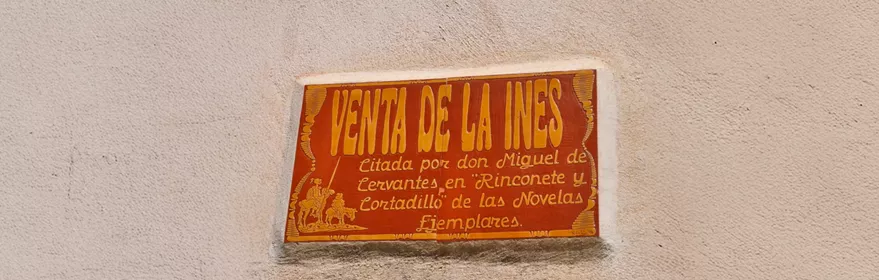 VENTA DE LA INES
Citada por don Miguel de
Cervantes en "Rinconete y
Cortadillo" de las Novelas
Ejemplares.